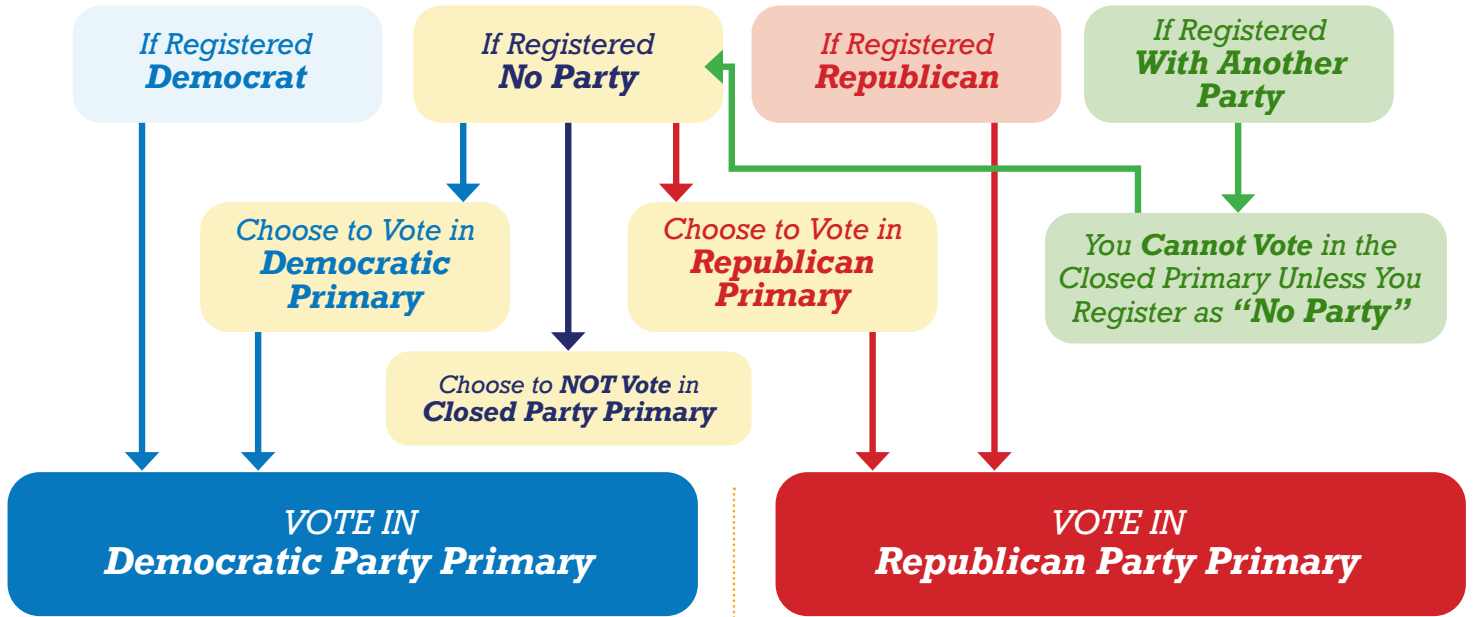 If Registered
Democrat
If Registered
No Party
If Registered
Republican
If Registered
With Another
Party
Choose to Vote in
Democratic
Primary
Choose to Vote in
Republican
Primary
You Cannot Vote in the
Closed Primary Unless You
Register as “No Party”
Choose to NOT Vote in
Closed Party Primary
VOTE IN
Democratic Party Primary
VOTE IN
Republican Party Primary